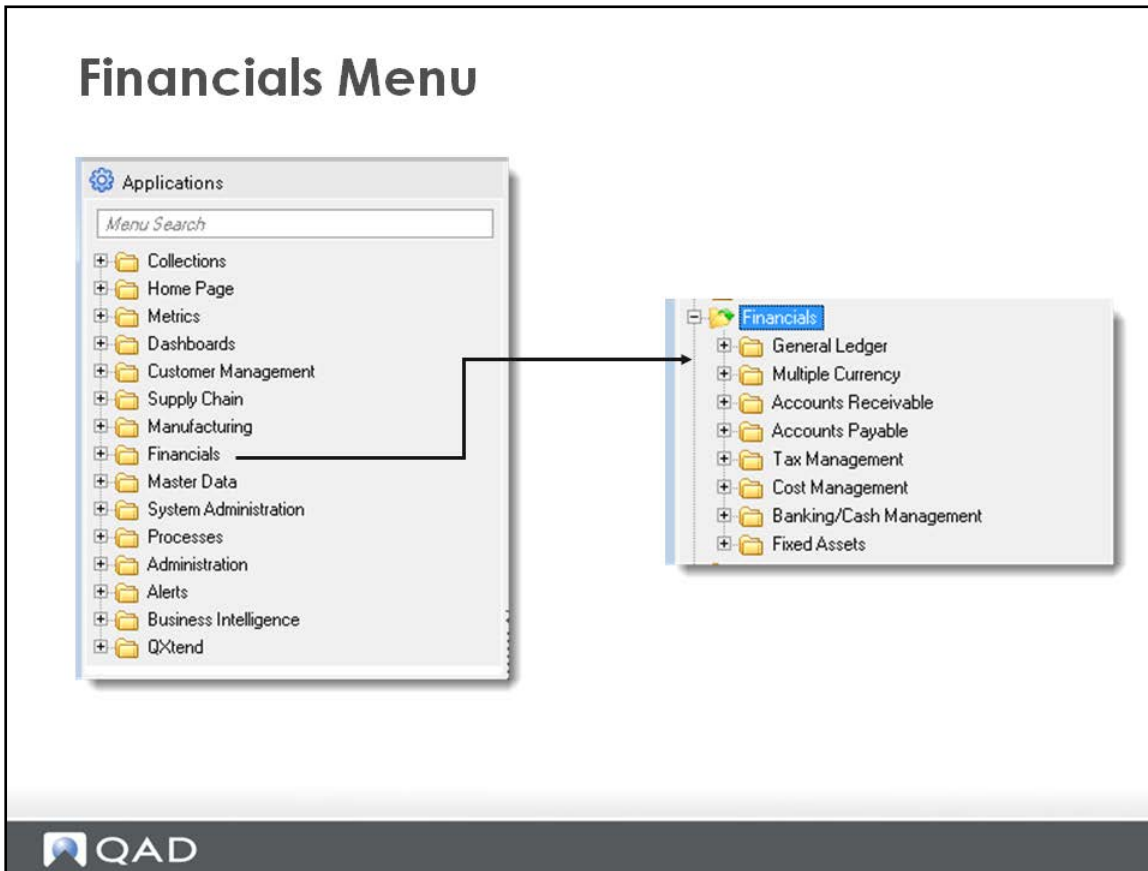 Financials Menu
Applications
Menu Search
Collections
Home Page
Metrics
Dashboards
Customer Management
Supply Chain
Manufacturing
Financials
Master Data
System Administration
Processes
Administration
Alerts
Business Intelligence
QXtend
Financials
General Ledger
Multiple Currency
Accounts Receivable
Accounts Payable
Tax Management
Cost Management
Banking/Cash Management
Fixed Assets
QAD